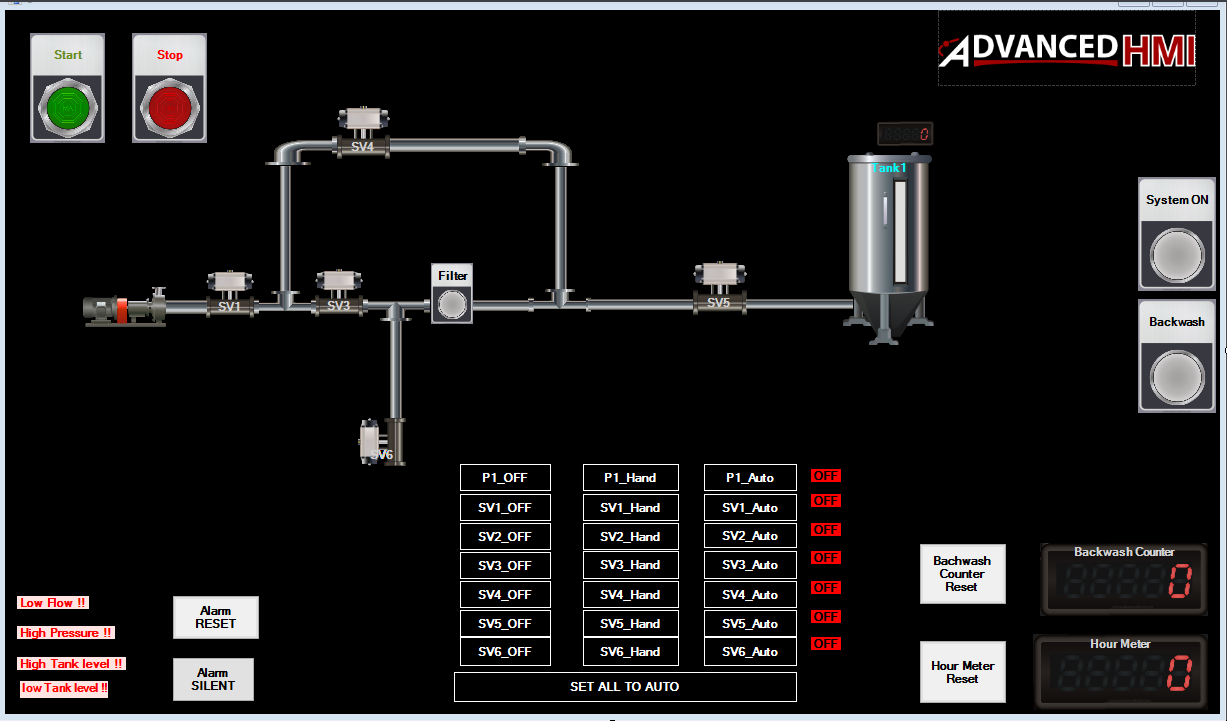 Start
Stop
ADVANCEDHMI
SV4
0
Tank1
System ON
Filter
SV1
SV3
SV5
Backwash
SV6
P1_OFF P1_Hand P1_Auto OFF
SV1_OFF SV1_Hand SV1_Auto OFF
SV2_OFF SV2_Hand SV2_Auto OFF
SV3_OFF SV3_Hand SV3_Auto OFF
SV4_OFF SV4_Hand SV4_Auto OFF
SV5_OFF SV5_Hand SV5_Auto OFF
SV6_OFF SV6_Hand SV6_Auto OFF
SET ALL TO AUTO
Low Flow !!
High Pressure !!
High Tank level !!
low Tank level !!
Alarm
RESET
Alarm
SILENT
Bachwash
Counter
Reset
Backwash Counter
0
Hour Meter
Reset
Hour Meter
0